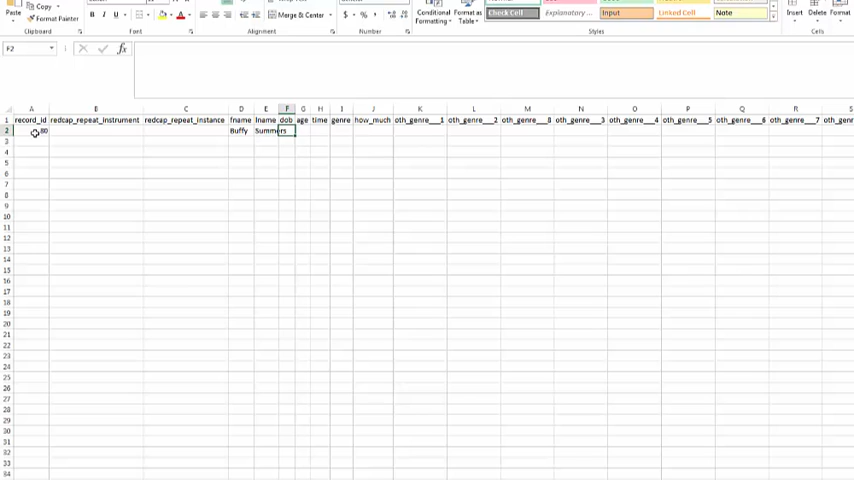 Paste
Copy
Format Painter
B I U
A
Merge & Center
$ % ,
Conditional Formatting
Format as Table
Check Cell
Explanatory ...
Input
Linked Cell
Note
Insert
Delete
Format
Clipboard
Font
Alignment
Number
Styles
Cells
F2
fx
A B C D E F G H I J K L M N O P Q R S
1 record_id redcap_repeat_instrument redcap_repeat_instance fname lname dob age time genre how_much oth_genre___1 oth_genre___2 oth_genre___8 oth_genre___3 oth_genre___4 oth_genre___5 oth_genre___6 oth_genre___7 oth_g
2 80 Buffy Summers
3
4
5
6
7
8
9
10
11
12
13
14
15
16
17
18
19
20
21
22
23
24
25
26
27
28
29
30
31
32
33
34